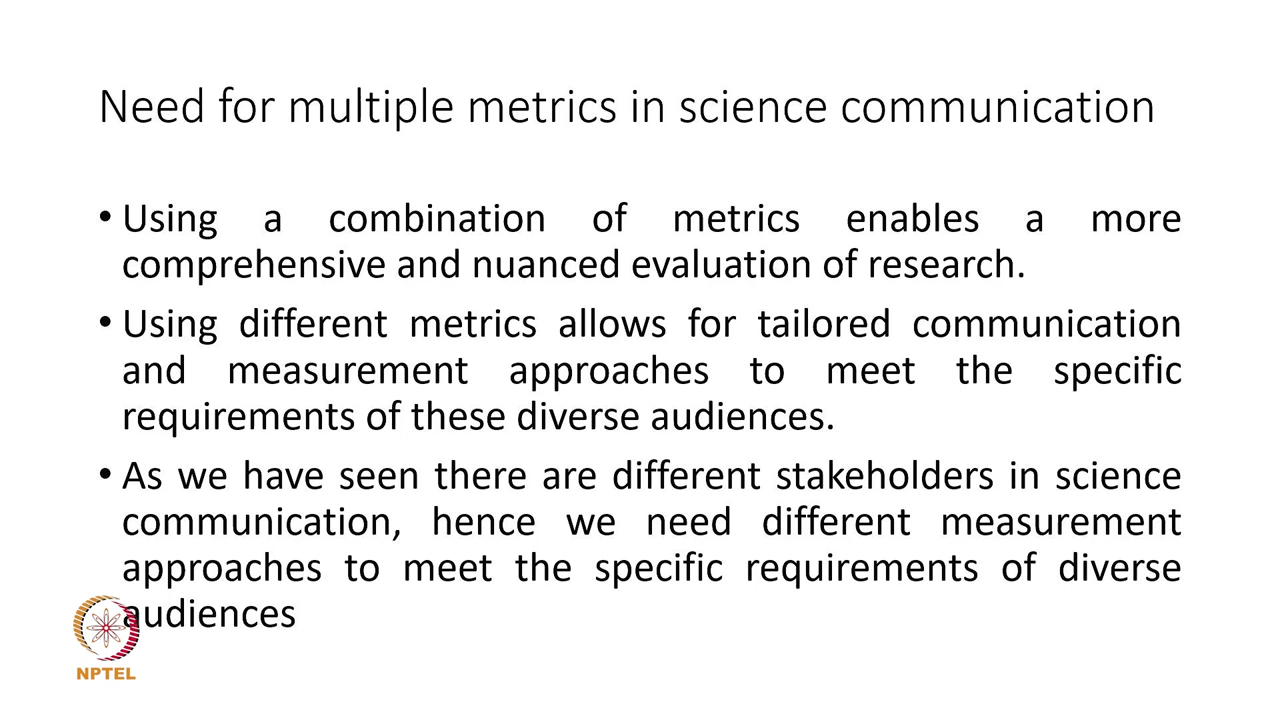 Need for multiple metrics in science communication
• Using a combination of metrics enables a more
comprehensive and nuanced evaluation of research.
• Using different metrics allows for tailored communication
and measurement approaches to meet the specific
requirements of these diverse audiences.
• As we have seen there are different stakeholders in science
communication, hence we need different measurement
approaches to meet the specific requirements of diverse
audiences
NPTEL